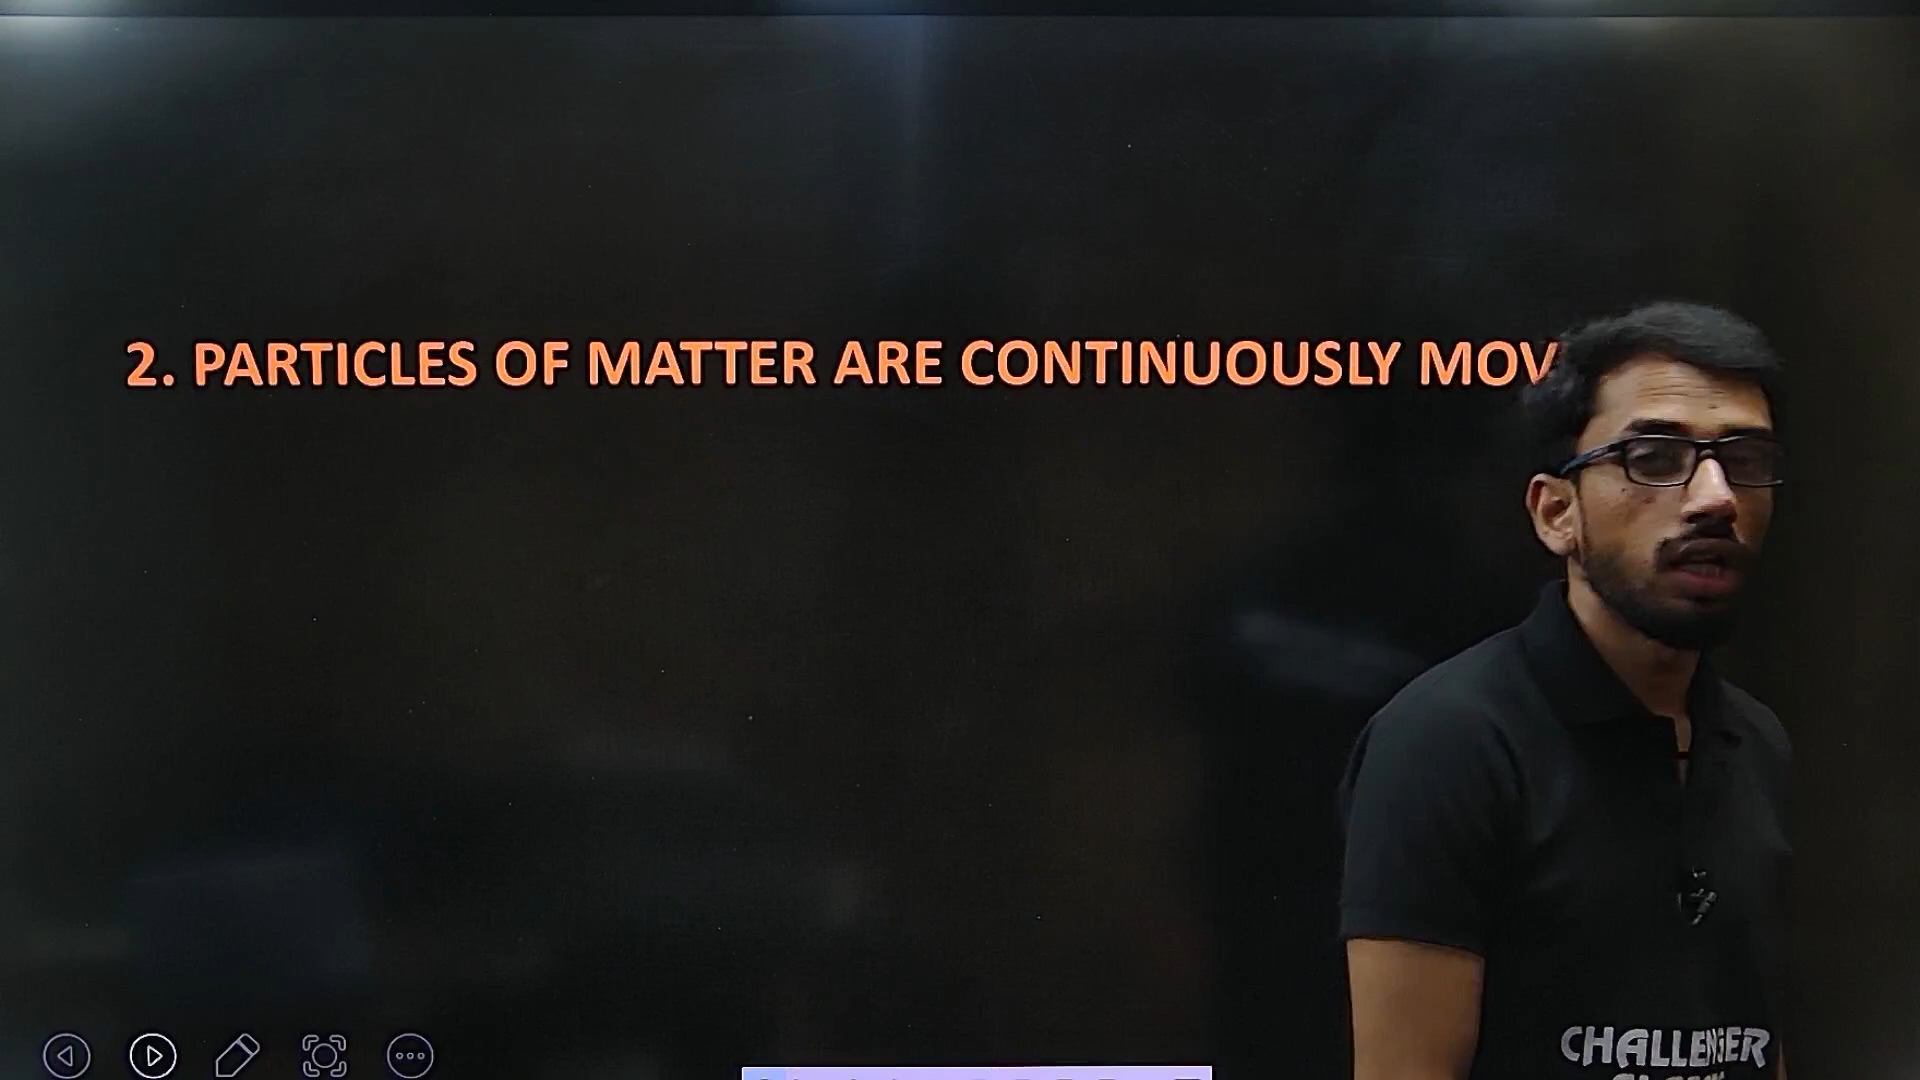 2. PARTICLES OF MATTER ARE CONTINUOUSLY MOV
CHALLENGER